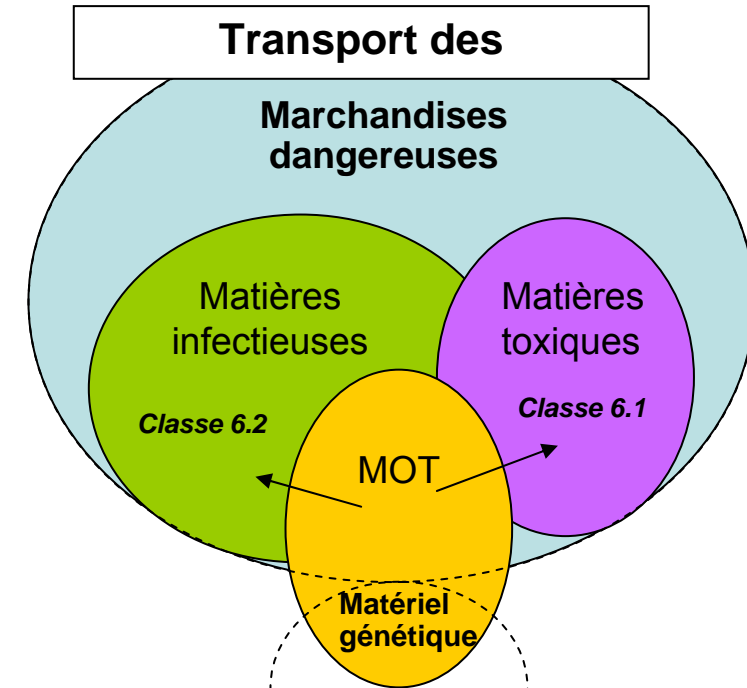 Transport des
Marchandises
dangereuses
Matières
infectieuses
Classe 6.2
Matières
toxiques
Classe 6.1
MOT
Matériel
génétique